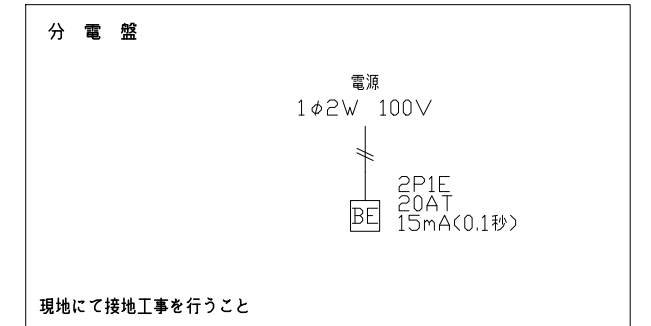 分 電 盤
電源
1φ2W 100V
2P1E
20AT
BE
15mA(0.1秒)
現地にて接地工事を行うこと